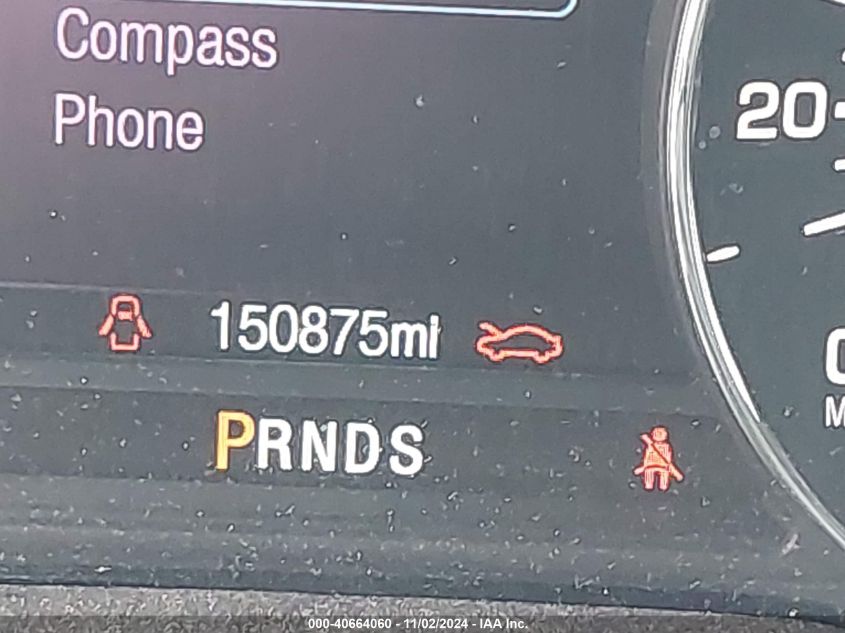 Compass
Phone
20
150875mi
PRNDS
000-40664060 - 11/02/2024 - IAA Inc.